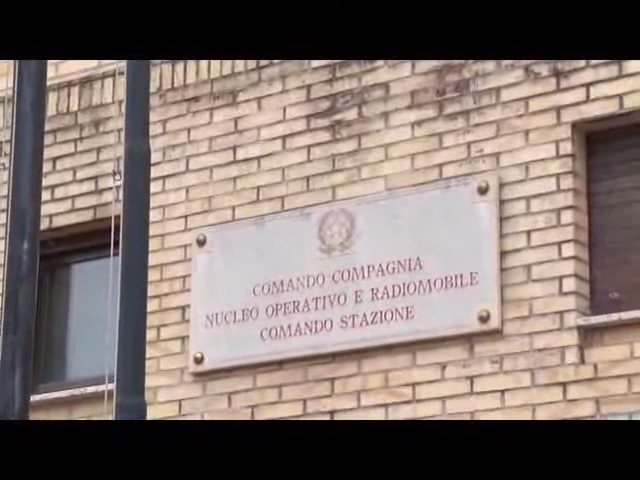 COMANDO COMPAGNIA
NUCLEO OPERATIVO E RADIOMOBILE
COMANDO STAZIONE